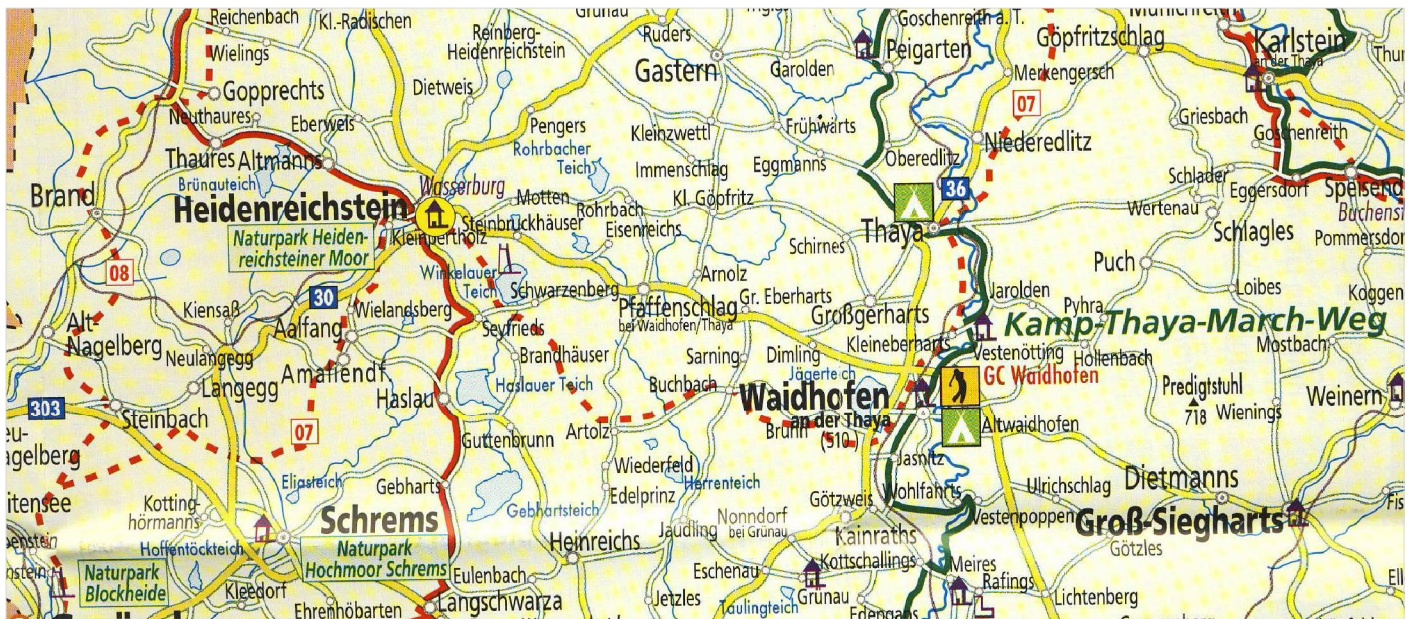 Reichenbach
Kl.-Radischen
Wielings
Reinberg-
Heidenreichstein
Grünau
Ruders
Gastern
Garolden
Goschenreith a. T.
Peigarten
Merkengersch
Göpfritzschlag
Karlstein
an der Thaya
Gopprechts
Dietweis
Neuthaures
Eberweis
Pengers
Rohrbacher
Teich
Kleinzwettl
Frühwärts
07
Griesbach
Goschenreith
Thaures
Altmanns
Immenschlag
Eggmanns
Oberedlitz
Niederedlitz
Brünauteich
Wasserburg
Brand
Heidenreichstein
Motten
Rohrbach
Kl. Göpfritz
36
Schlader
Eggersdorf
Speisend
Wertenau
Steinbrückhäuser
Eisenreichs
Naturpark Heiden-
reichsteiner Moor
Kleinpertholz
Schirnes
Thaya
Schlagles
Pommersdor
Puch
08
Winkelauer
Teich
Arnolz
Loibes
Koggen
30
Schwarzenberg
Gr. Eberharts
Jarolden
Kiensaß
Wielandsberg
Pfaffenschlag
bei Waidhofen/Thaya
Großgerharts
Pyhra
Kamp-Thaya-March-Weg
Alt-
Nagelberg
Aalfang
Seyfrieds
Kleineberharts
Mostbach
Neulangegg
Brandhäuser
Sarning
Dimling
Jägerteich
Vestenötting
Hollenbach
Amaliendf
GC Waidhofen
Langegg
Haslauer Teich
Buchbach
Waidhofen
an der Thaya
(510)
Predigtstuhl
718
Wienings
Weinern
Haslau
303
Steinbach
07
Guttenbrunn
Artolz
Bruhn
Altwaidhofen
agelberg
Wiederfeld
Jasnitz
Eliasteich
Gebharts
Edelprinz
Herrenteich
Dietmanns
itensee
Kotting-
hörmanns
Gebhartsteich
Götzweis
Wohlfahrts
Ulrichschlag
Schrems
Nonndorf
bei Grünau
Vestenpoppen
Groß-Siegharts
Jaudling
Kainraths
Götzles
Hoffentöckteich
Naturpark
Hochmoor Schrems
Heinreichs
Kottschallings
Naturpark
Blockheide
Eulenbach
Eschenau
Meires
Rafings
Kleedorf
Jetzles
Grünau
Lichtenberg
Ehrenhöbarten
Langschwarza
Taulingteich
Edengans